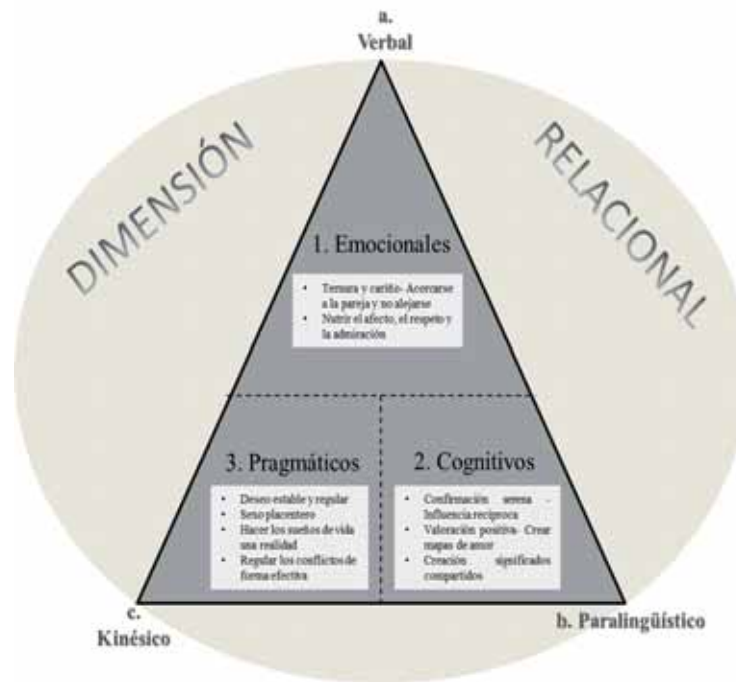 a.
Verbal
DIMENSIÓN
RELACIONAL
1. Emocionales
• Ternura y cariño- Acercarse
a la pareja y no alejarse
• Nutrir el afecto, el respeto y
la admiración
3. Pragmáticos
• Deseo estable y regular
• Sexo placentero
• Hacer los sueños de vida
una realidad
• Regular los conflictos de
forma efectiva
2. Cognitivos
• Confirmación serena -
Influencia recíproca
• Valoración positiva- Crear
mapas de amor
• Creación significados
compartidos
c.
Kinésico
b. Paralingüístico